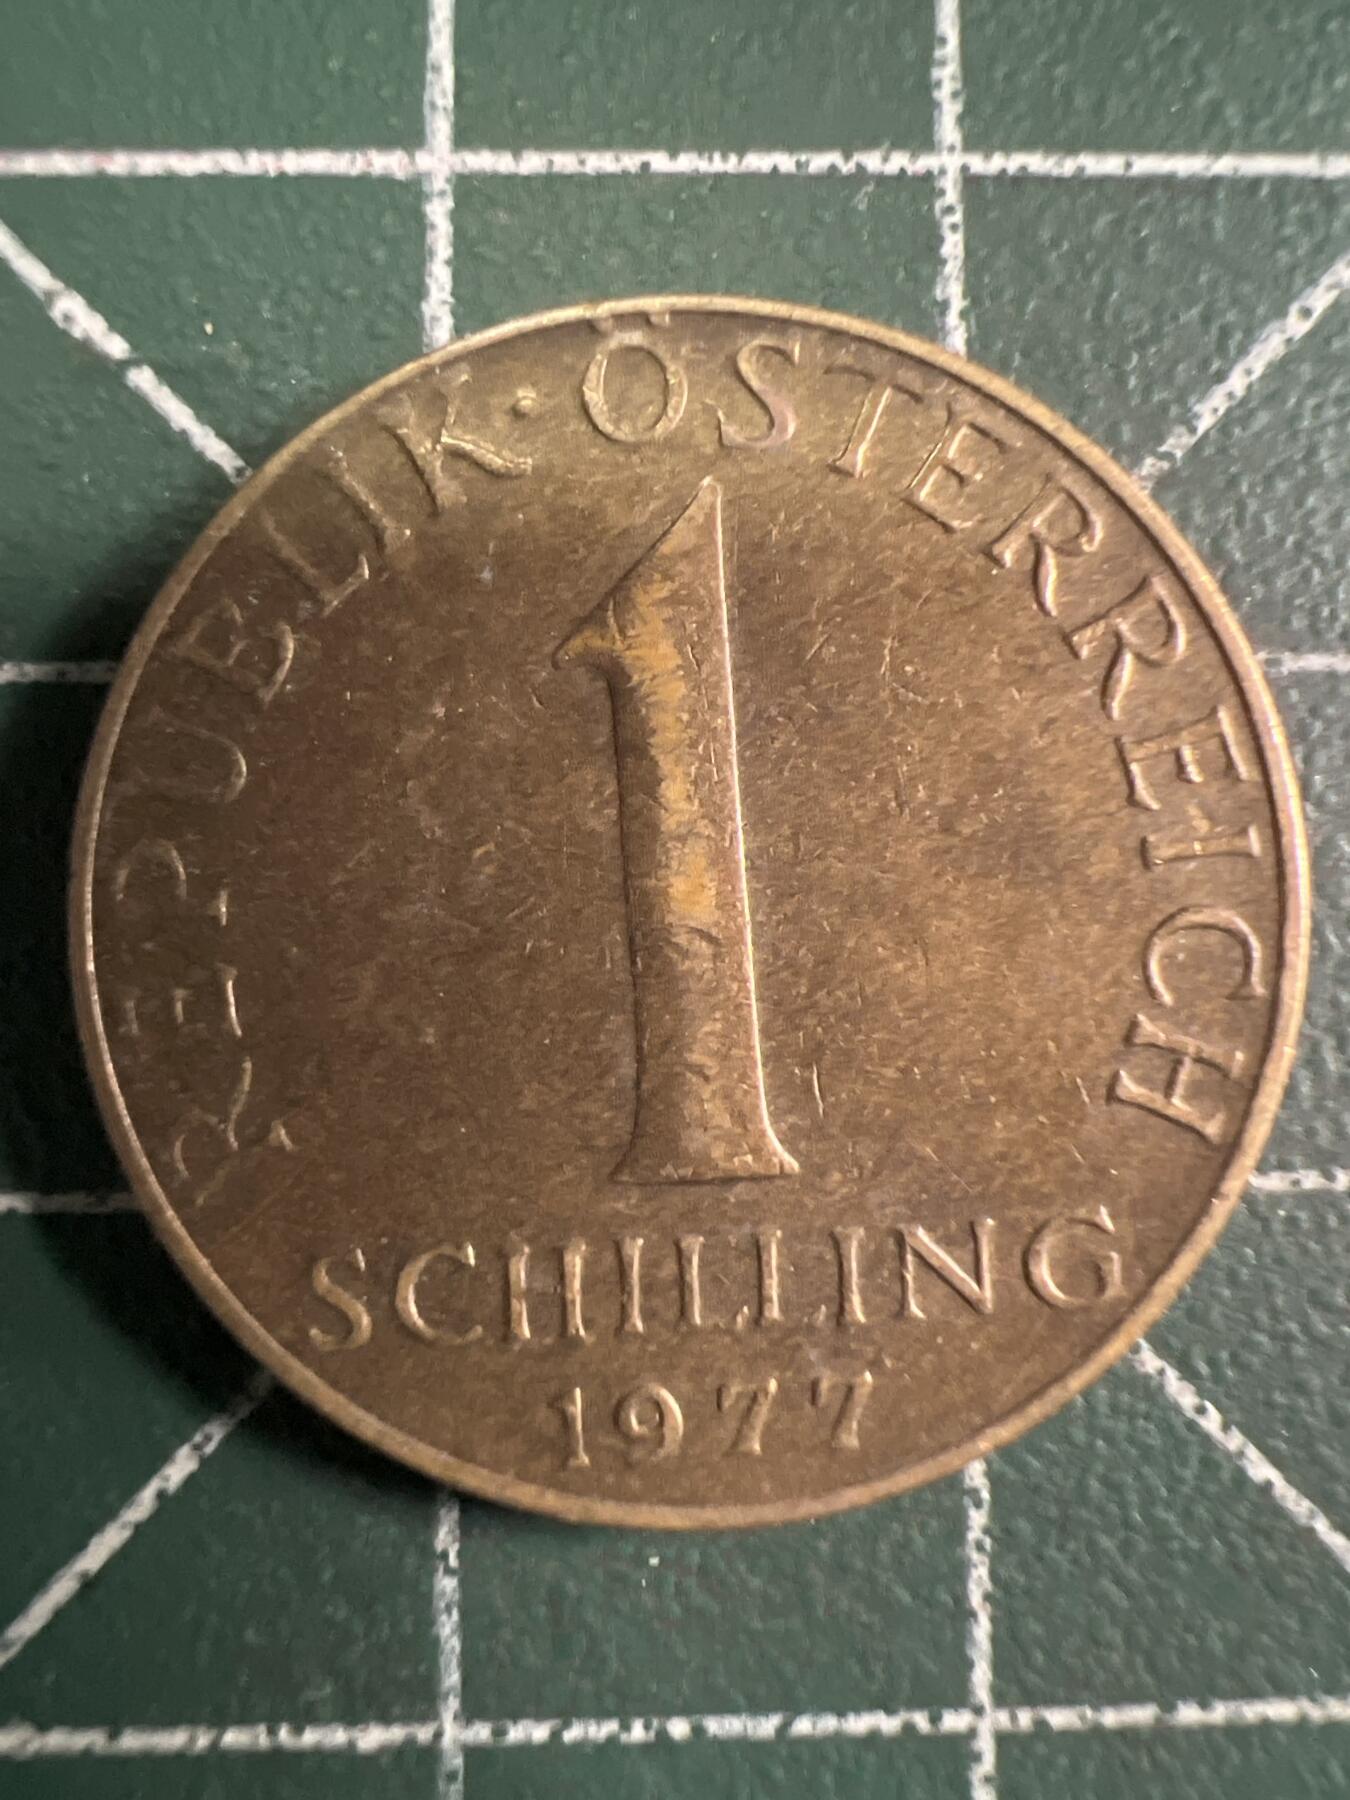 REPUBLIK · ÖSTERREICH
1
SCHILLING
1977